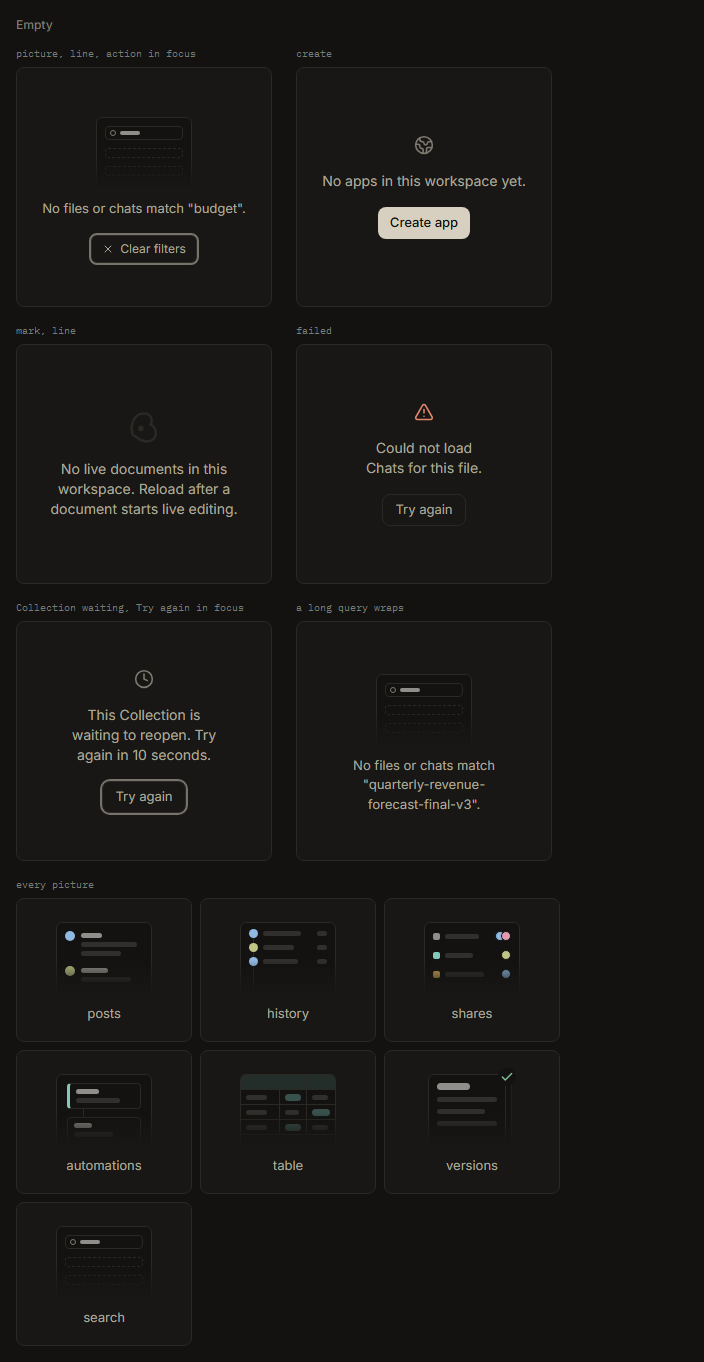 Empty
picture, line, action in focus
create
No files or chats match "budget".
Clear filters
No apps in this workspace yet.
Create app
mark, line
failed
No live documents in this
workspace. Reload after a
document starts live editing.
Could not load
Chats for this file.
Try again
Collection waiting, Try again in focus
a long query wraps
This Collection is
waiting to reopen. Try
again in 10 seconds.
Try again
No files or chats match
"quarterly-revenue-
forecast-final-v3".
every picture
posts
history
shares
automations
table
versions
search